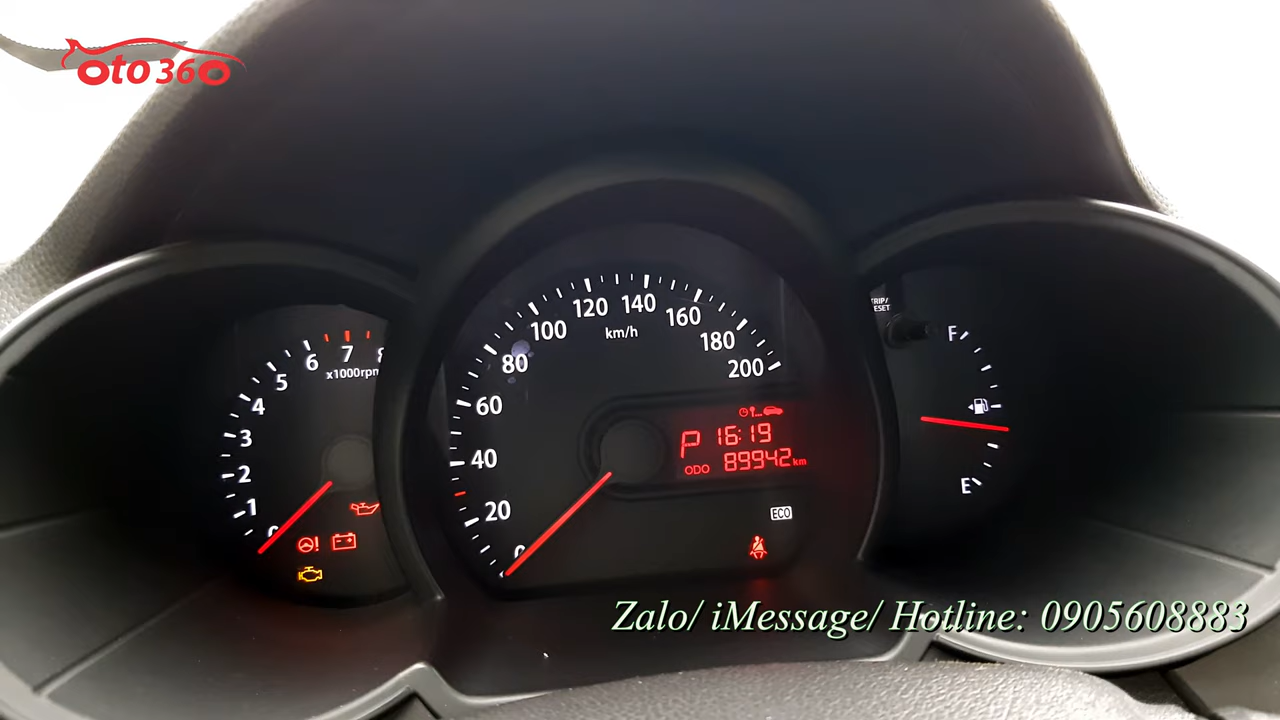 oto360
120 140
100 160
km/h
80 180
200
60
40
20
0
6 7 8
5
x1000rpm
4
3
2
1
0
P 16:19
ODO 89942 km
ECO
TRIP/
RESET
F
E
Zalo/ iMessage/ Hotline: 0905608883